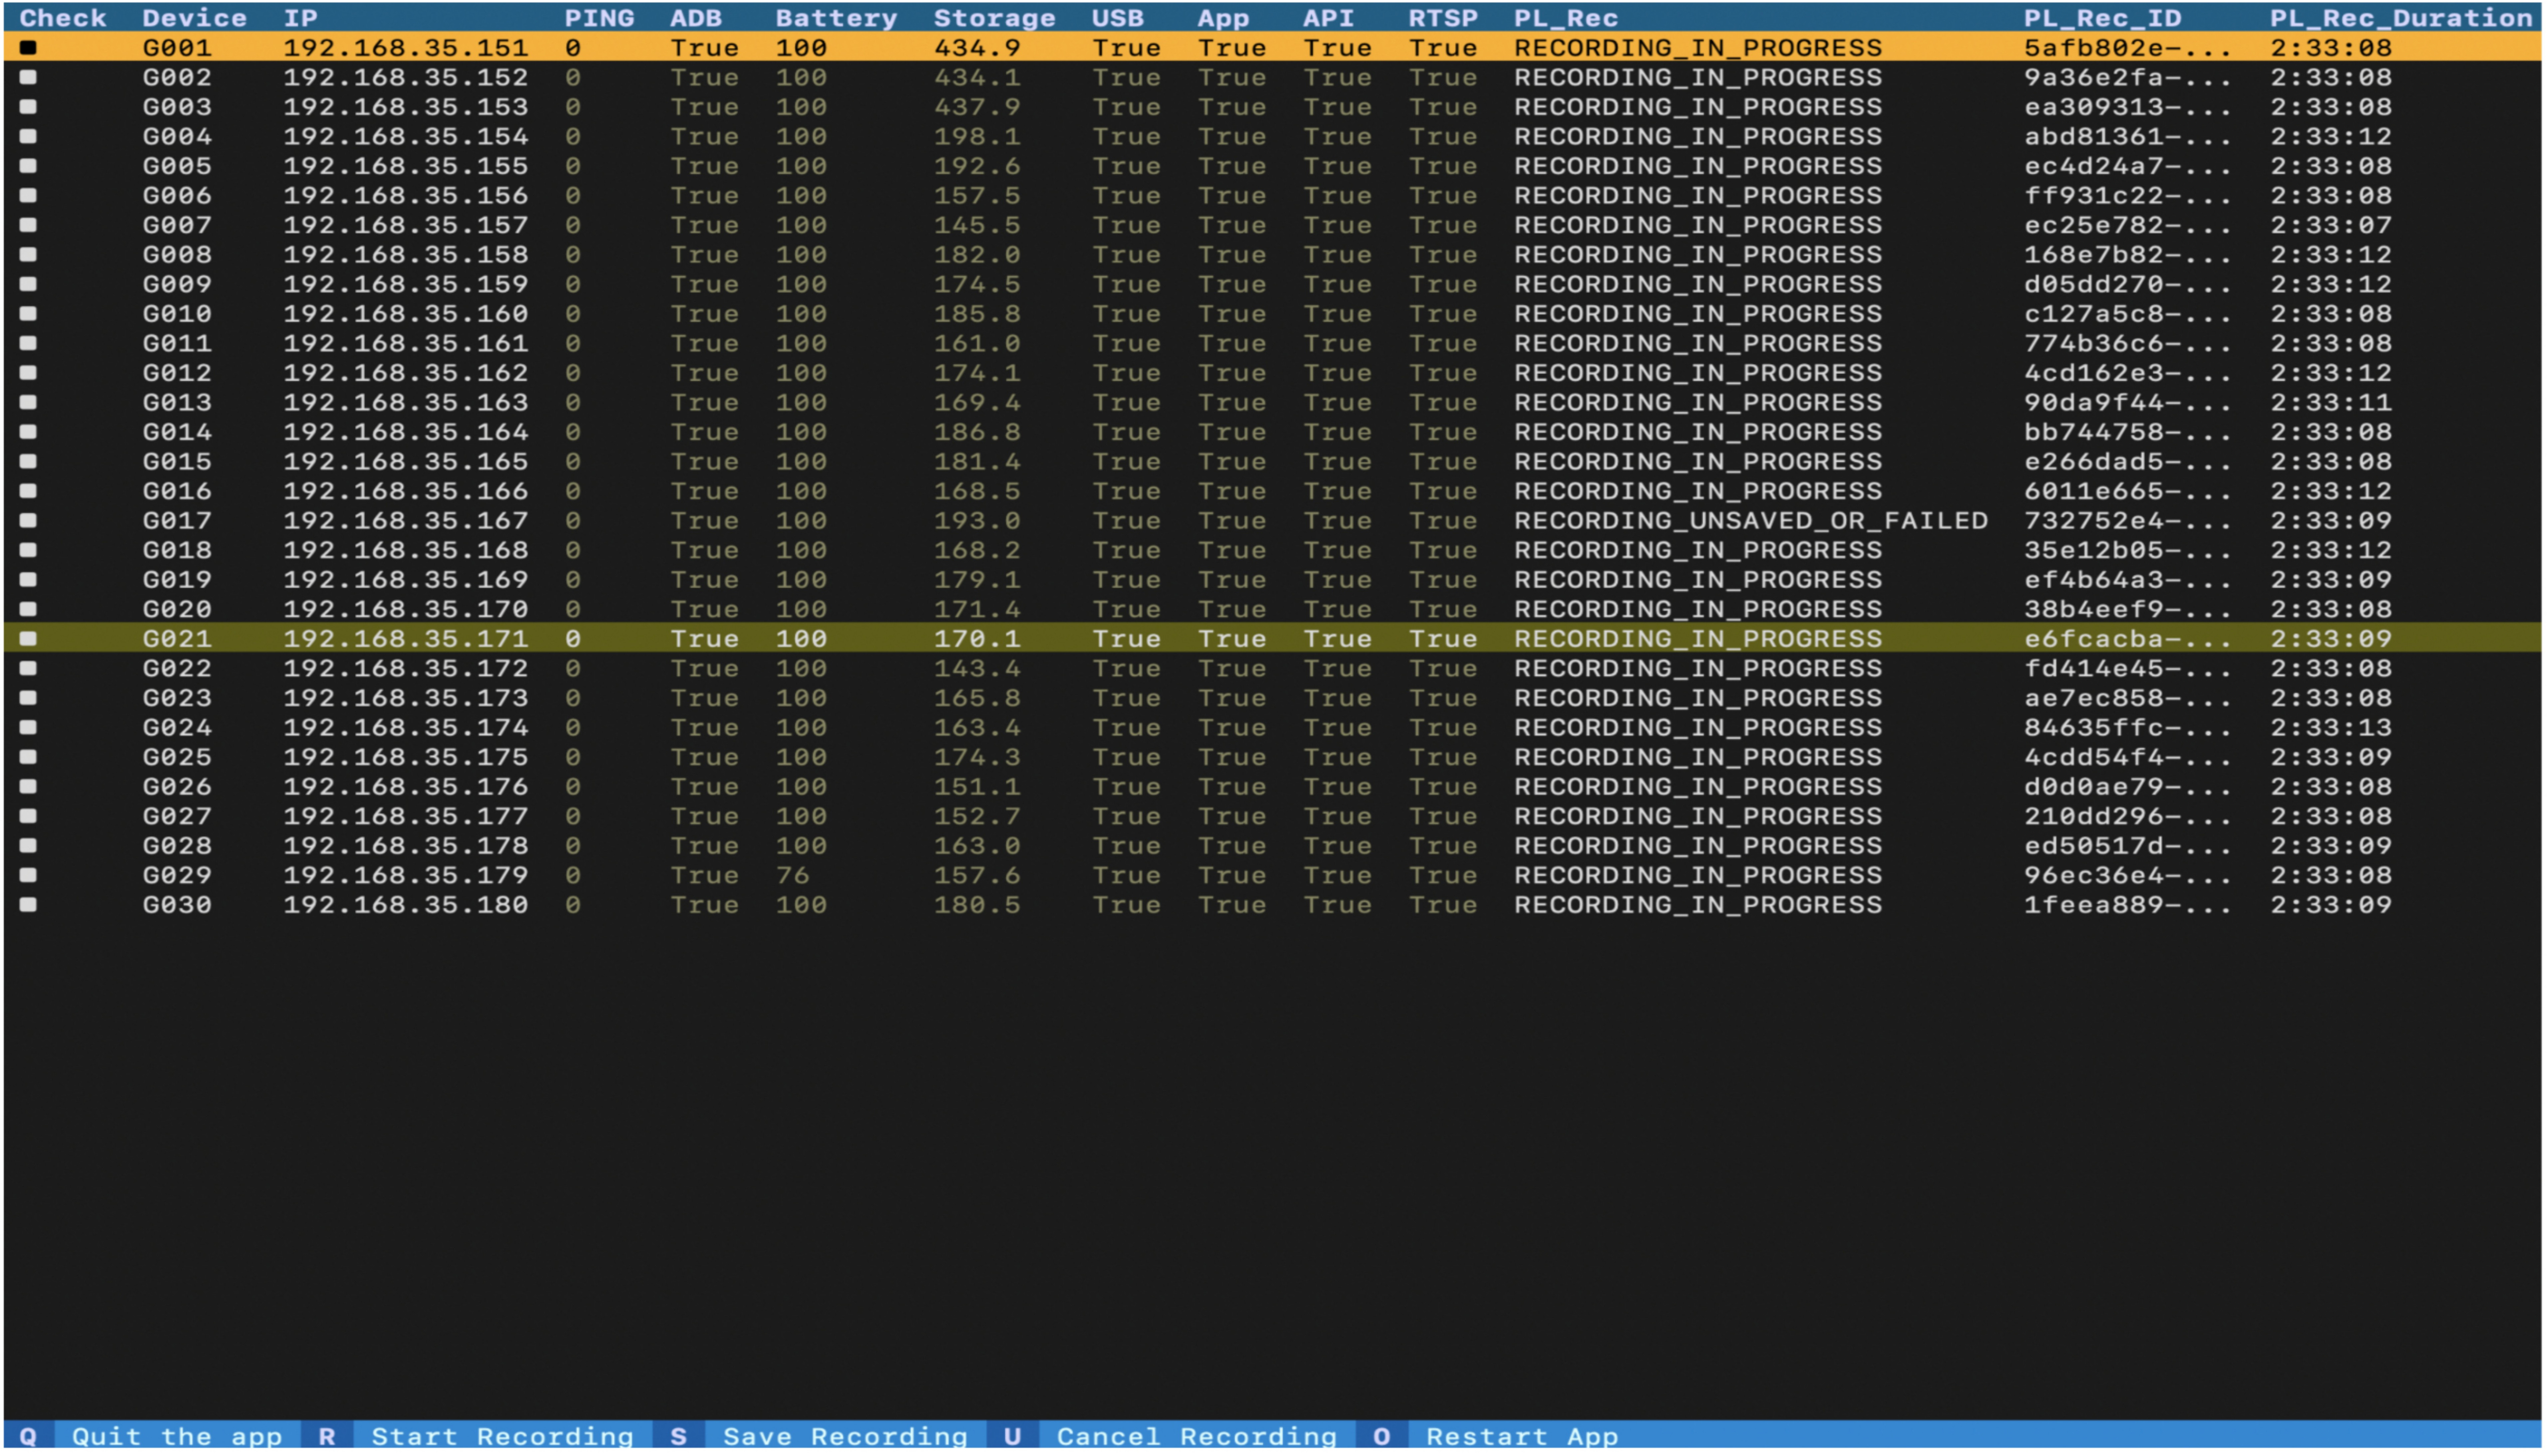 Check Device IP PING ADB Battery Storage USB App API RTSP PL_Rec PL_Rec_ID PL_Rec_Duration
G001 192.168.35.151 0 True 100 434.9 True True True True RECORDING_IN_PROGRESS 5afb802e-... 2:33:08
G002 192.168.35.152 0 True 100 434.1 True True True True RECORDING_IN_PROGRESS 9a36e2fa-... 2:33:08
G003 192.168.35.153 0 True 100 437.9 True True True True RECORDING_IN_PROGRESS ea309313-... 2:33:08
G004 192.168.35.154 0 True 100 198.1 True True True True RECORDING_IN_PROGRESS abd81361-... 2:33:12
G005 192.168.35.155 0 True 100 192.6 True True True True RECORDING_IN_PROGRESS ec4d24a7-... 2:33:08
G006 192.168.35.156 0 True 100 157.5 True True True True RECORDING_IN_PROGRESS ff931c22-... 2:33:08
G007 192.168.35.157 0 True 100 145.5 True True True True RECORDING_IN_PROGRESS ec25e782-... 2:33:07
G008 192.168.35.158 0 True 100 182.0 True True True True RECORDING_IN_PROGRESS 168e7b82-... 2:33:12
G009 192.168.35.159 0 True 100 174.5 True True True True RECORDING_IN_PROGRESS d05dd270-... 2:33:12
G010 192.168.35.160 0 True 100 185.8 True True True True RECORDING_IN_PROGRESS c127a5c8-... 2:33:08
G011 192.168.35.161 0 True 100 161.0 True True True True RECORDING_IN_PROGRESS 774b36c6-... 2:33:08
G012 192.168.35.162 0 True 100 174.1 True True True True RECORDING_IN_PROGRESS 4cd162e3-... 2:33:12
G013 192.168.35.163 0 True 100 169.4 True True True True RECORDING_IN_PROGRESS 90da9f44-... 2:33:11
G014 192.168.35.164 0 True 100 186.8 True True True True RECORDING_IN_PROGRESS bb744758-... 2:33:08
G015 192.168.35.165 0 True 100 181.4 True True True True RECORDING_IN_PROGRESS e266dad5-... 2:33:08
G016 192.168.35.166 0 True 100 168.5 True True True True RECORDING_IN_PROGRESS 6011e665-... 2:33:12
G017 192.168.35.167 0 True 100 193.0 True True True True RECORDING_UNSAVED_OR_FAILED 732752e4-... 2:33:09
G018 192.168.35.168 0 True 100 168.2 True True True True RECORDING_IN_PROGRESS 35e12b05-... 2:33:12
G019 192.168.35.169 0 True 100 179.1 True True True True RECORDING_IN_PROGRESS ef4b64a3-... 2:33:09
G020 192.168.35.170 0 True 100 171.4 True True True True RECORDING_IN_PROGRESS 38b4eef9-... 2:33:08
G021 192.168.35.171 0 True 100 170.1 True True True True RECORDING_IN_PROGRESS e6fcacba-... 2:33:09
G022 192.168.35.172 0 True 100 143.4 True True True True RECORDING_IN_PROGRESS fd414e45-... 2:33:08
G023 192.168.35.173 0 True 100 165.8 True True True True RECORDING_IN_PROGRESS ae7ec858-... 2:33:08
G024 192.168.35.174 0 True 100 163.4 True True True True RECORDING_IN_PROGRESS 84635ffc-... 2:33:13
G025 192.168.35.175 0 True 100 174.3 True True True True RECORDING_IN_PROGRESS 4cdd54f4-... 2:33:09
G026 192.168.35.176 0 True 100 151.1 True True True True RECORDING_IN_PROGRESS d0d0ae79-... 2:33:08
G027 192.168.35.177 0 True 100 152.7 True True True True RECORDING_IN_PROGRESS 210dd296-... 2:33:08
G028 192.168.35.178 0 True 100 163.0 True True True True RECORDING_IN_PROGRESS ed50517d-... 2:33:09
G029 192.168.35.179 0 True 76 157.6 True True True True RECORDING_IN_PROGRESS 96ec36e4-... 2:33:08
G030 192.168.35.180 0 True 100 180.5 True True True True RECORDING_IN_PROGRESS 1feea889-... 2:33:09
Q Quit the app R Start Recording S Save Recording U Cancel Recording O Restart App